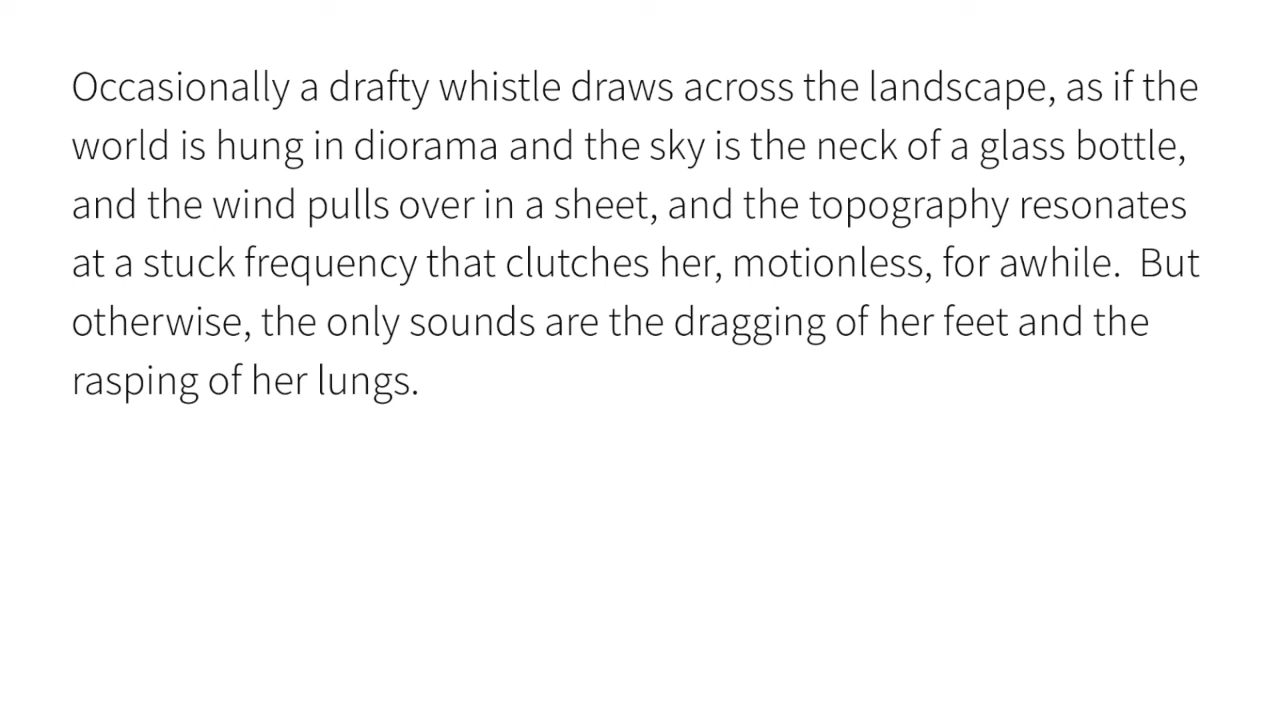 Occasionally a drafty whistle draws across the landscape, as if the
world is hung in diorama and the sky is the neck of a glass bottle,
and the wind pulls over in a sheet, and the topography resonates
at a stuck frequency that clutches her, motionless, for awhile.  But
otherwise, the only sounds are the dragging of her feet and the
rasping of her lungs.